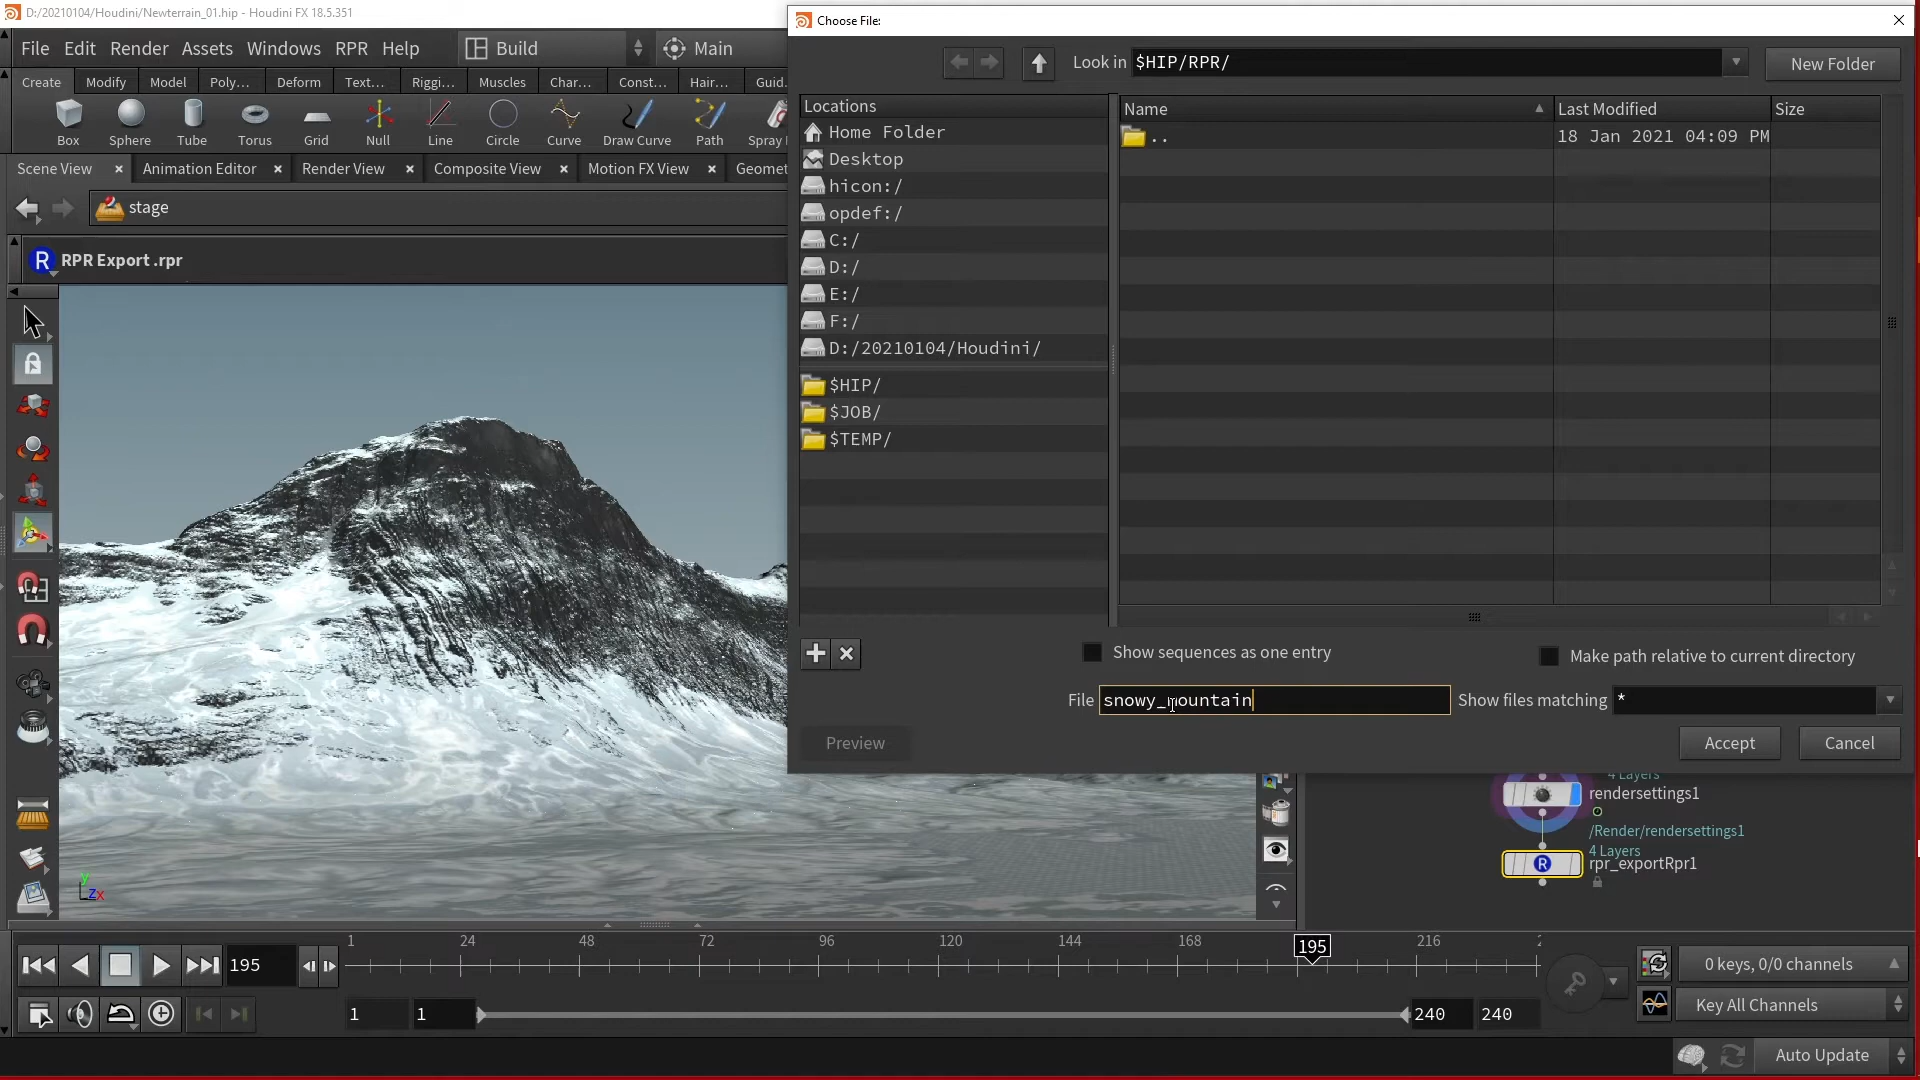 D:/20210104/Houdini/Newterrain_01.hip - Houdini FX 18.5.351
Choose File:
File Edit Render Assets Windows RPR Help Build Main
Look in $HIP/RPR/ New Folder
Create Modify Model Poly... Deform Text... Riggi... Muscles Char... Const... Hair... Guid
Box Sphere Tube Torus Grid Null Line Circle Curve Draw Curve Path Spray
Scene View Animation Editor Render View Composite View Motion FX View Geomet
stage
R RPR Export .rpr
Locations
Home Folder
Desktop
hicon:/
opdef:/
C:/
D:/
E:/
F:/
D:/20210104/Houdini/
$HIP/
$JOB/
$TEMP/
Name Last Modified Size
.. 18 Jan 2021 04:09 PM
Show sequences as one entry Make path relative to current directory
File snowy_mountain Show files matching *
Preview Accept Cancel
4 Layers
rendersettings1
/Render/rendersettings1
4 Layers
R rpr_exportRpr1
y
z x
195 1 24 48 72 96 120 144 168 195 216 2
0 keys, 0/0 channels
1 1 240 240 Key All Channels
Auto Update